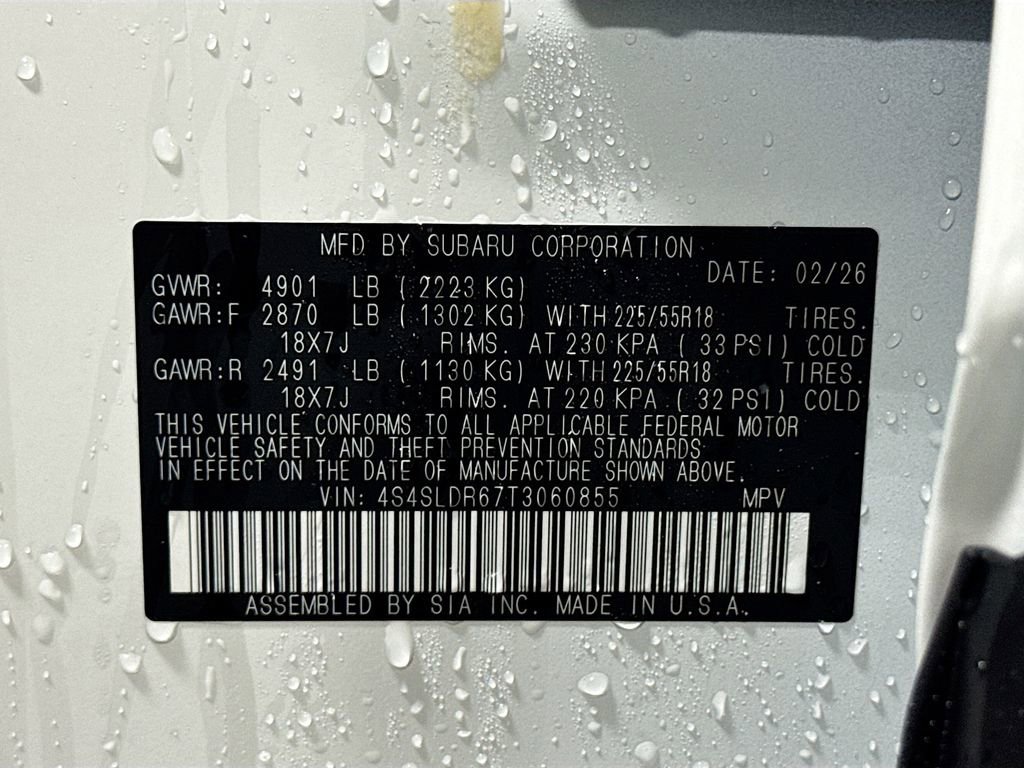 MFD BY SUBARU CORPORATION
DATE: 02/26
GVWR: 4901 LB ( 2223 KG)
GAWR:F 2870 LB ( 1302 KG) WITH 225/55R18 TIRES.
18X7J RIMS. AT 230 KPA ( 33 PSI) COLD
GAWR:R 2491 LB ( 1130 KG) WITH 225/55R18 TIRES.
18X7J RIMS. AT 220 KPA ( 32 PSI) COLD
THIS VEHICLE CONFORMS TO ALL APPLICABLE FEDERAL MOTOR
VEHICLE SAFETY AND THEFT PREVENTION STANDARDS
IN EFFECT ON THE DATE OF MANUFACTURE SHOWN ABOVE.
VIN: 4S4SLDR67T3060855 MPV
ASSEMBLED BY SIA INC. MADE IN U.S.A.